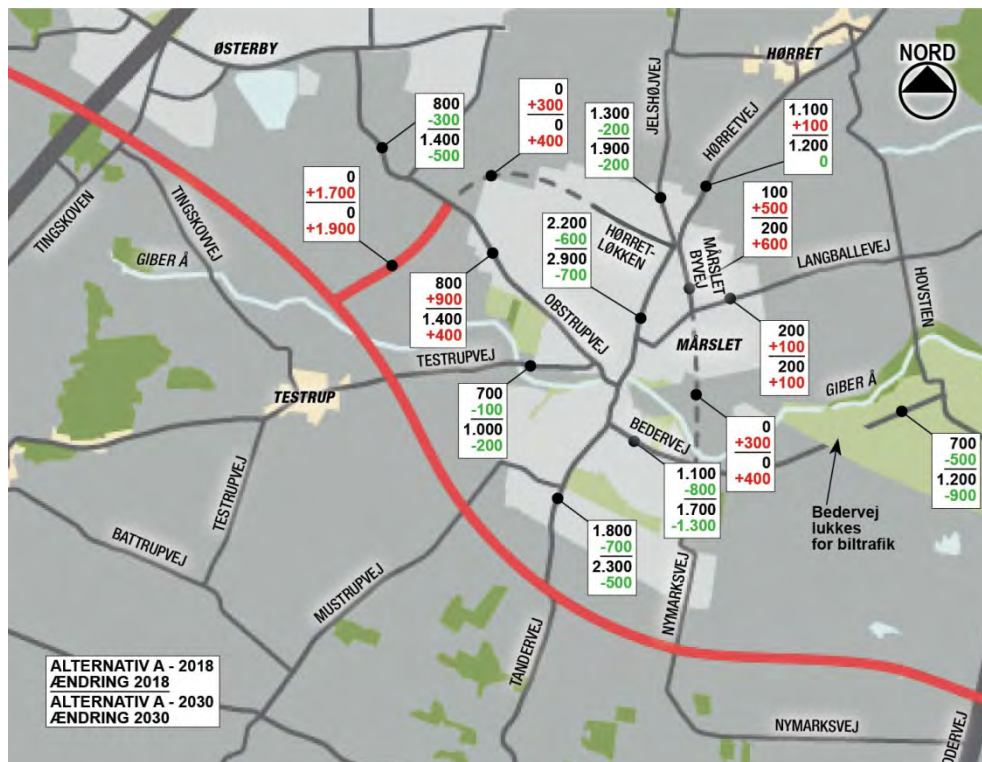 ØSTERBY
HØRRET
NORD
JELSHØJVEJ
HØRRETVEJ
0
+300
0
+400
800
-300
1.400
-500
1.300
-200
1.900
-200
1.100
+100
1.200
0
TINGSKOVEN
TINGSKOVVEJ
0
+1.700
0
+1.900
100
+500
200
+600
2.200
-600
2.900
-700
HØRRET-
LØKKEN
MÅRSLET
BYVEJ
LANGBALLEVEJ
HOVSTIEN
GIBER Å
800
+900
1.400
+400
OBSTRUPVEJ
MÅRSLET
200
+100
200
+100
TESTRUPVEJ
TESTRUP
GIBER Å
700
-100
1.000
-200
BEDERVEJ
0
+300
0
+400
700
-500
1.200
-900
1.100
-800
1.700
-1.300
Bedervej
lukkes
for biltrafik
TESTRUPVEJ
BATTRUPVEJ
MUSTRUPVEJ
1.800
-700
2.300
-500
NYMARKSVEJ
TANDERVEJ
ALTERNATIV A - 2018
ÆNDRING 2018
ALTERNATIV A - 2030
ÆNDRING 2030
NYMARKSVEJ
ODDERVEJ